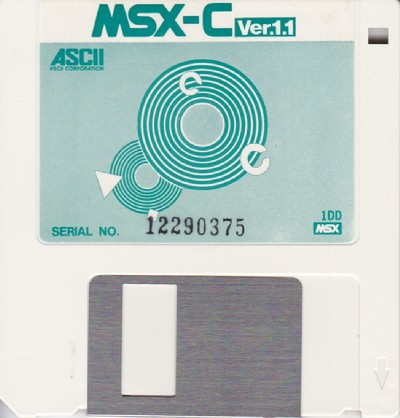 MSX-C Ver.1.1
ASCII
ASCII CORPORATION
e
e
SERIAL NO. 12290375
1DD
MSX